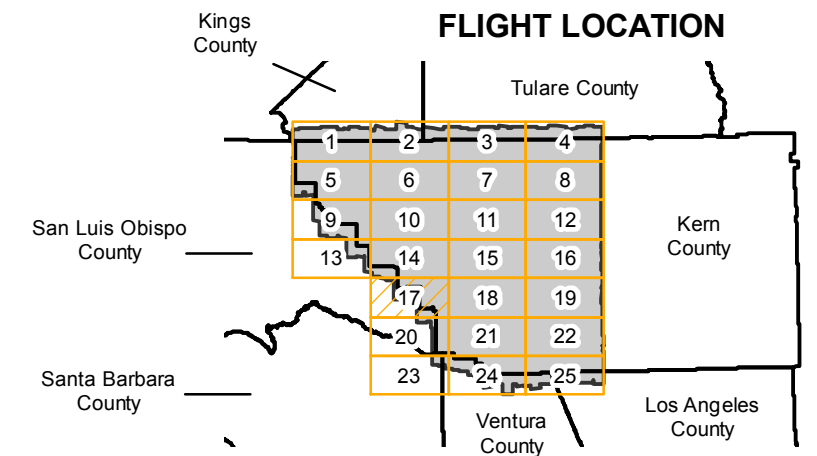 Kings
County
FLIGHT LOCATION
Tulare County
1 2 3 4
5 6 7 8
9 10 11 12
San Luis Obispo
County
Kern
County
13 14 15 16
17 18 19
20 21 22
23 24 25
Santa Barbara
County
Ventura
County
Los Angeles
County